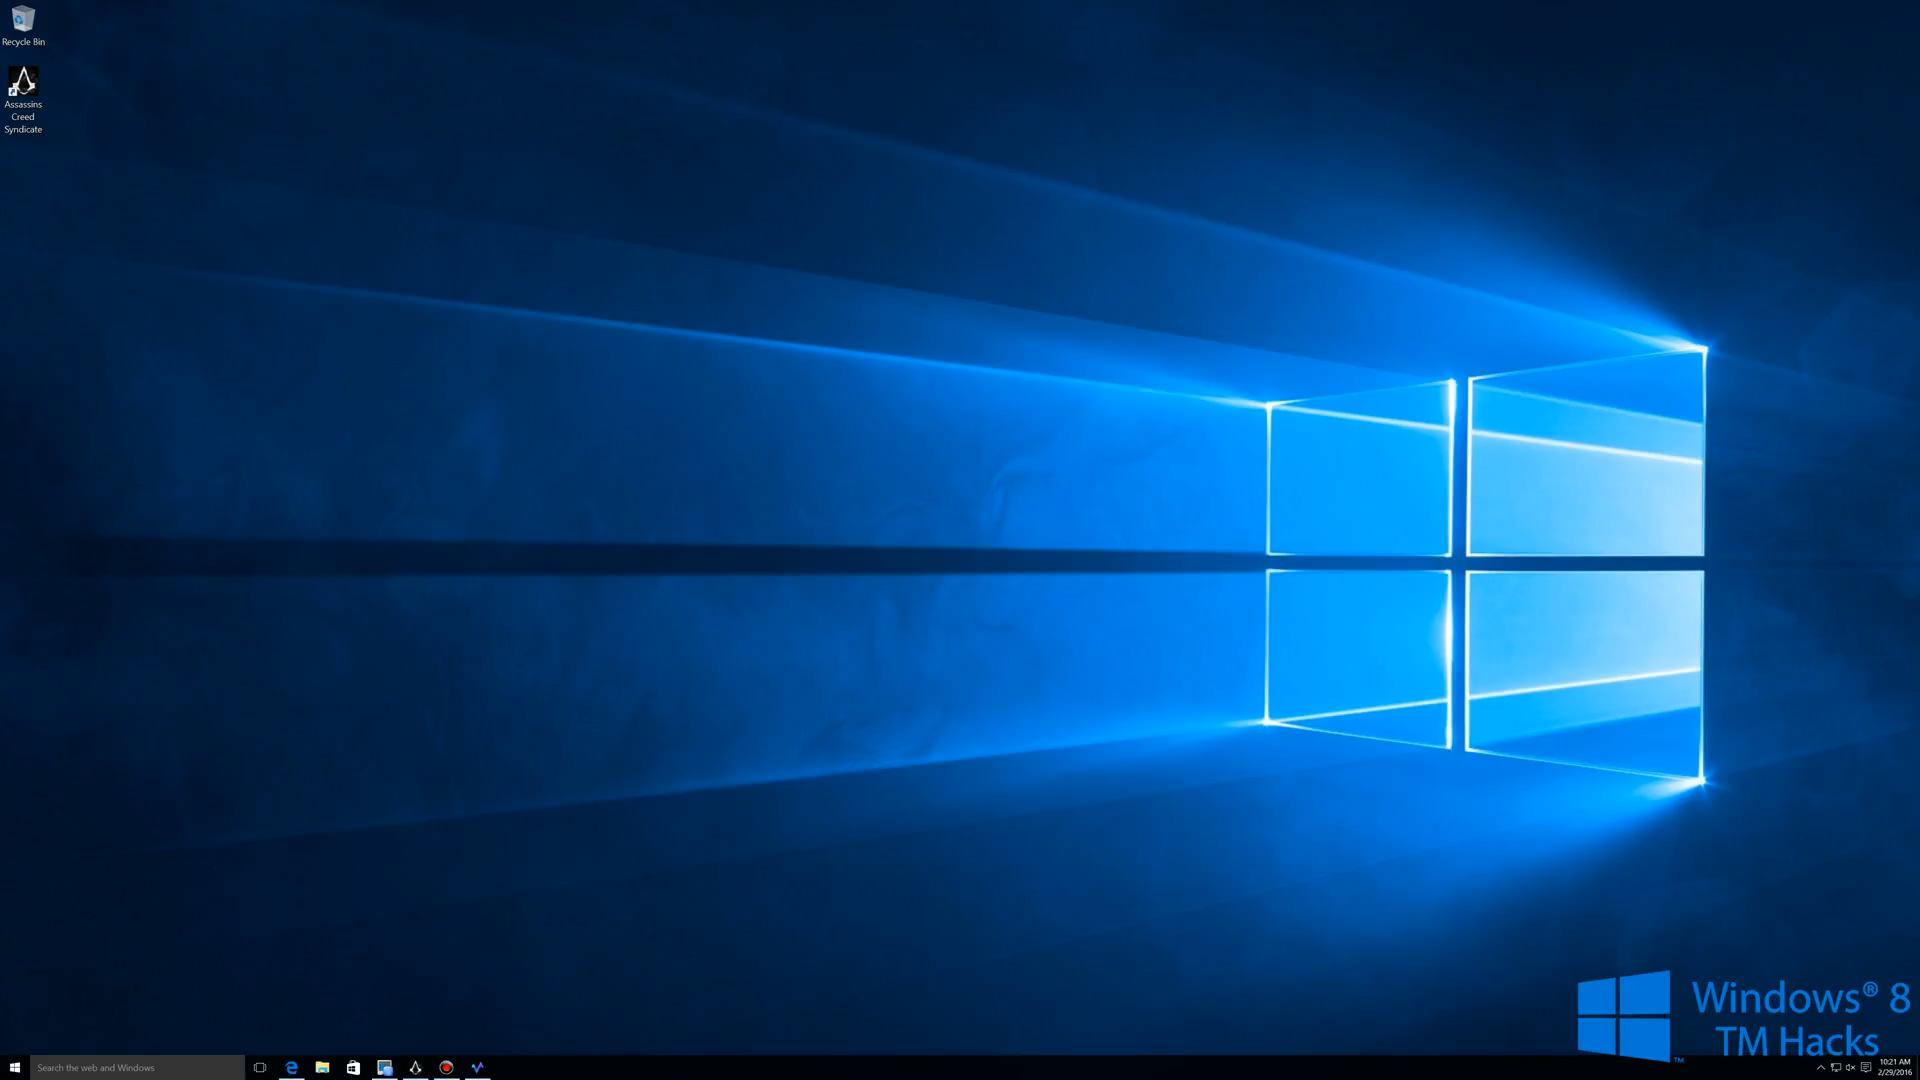 Recycle Bin
Assassins
Creed
Syndicate
Windows® 8
TM Hacks
TM
Search the web and Windows
10:21 AM
2/29/2016